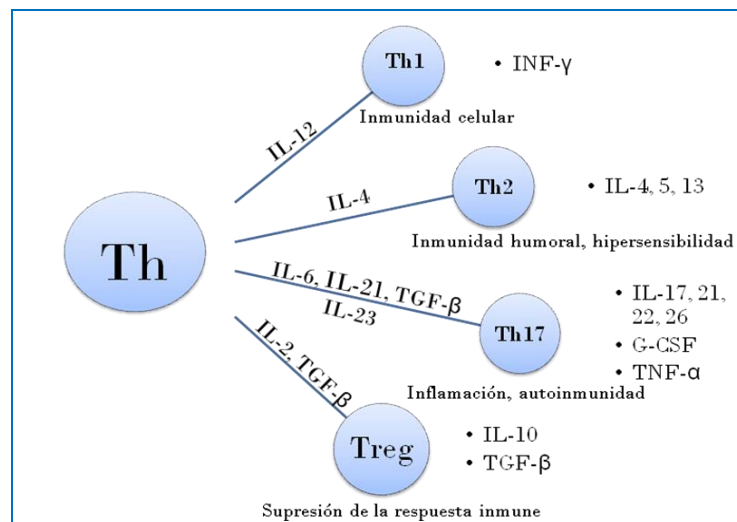 Th
IL-12
Th1
• INF-γ
Inmunidad celular
IL-4
Th2
• IL-4, 5, 13
Inmunidad humoral, hipersensibilidad
IL-6, IL-21, TGF-β
IL-23
Th17
• IL-17, 21,
22, 26
• G-CSF
• TNF-α
Inflamación, autoinmunidad
IL-2, TGF-β
Treg
• IL-10
• TGF-β
Supresión de la respuesta inmune